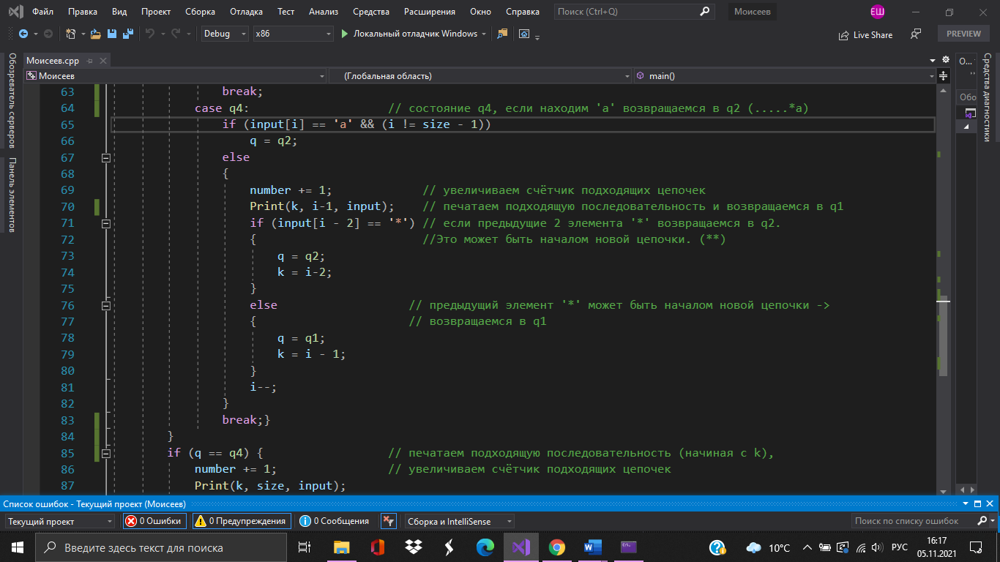 Файл Правка Вид Проект Сборка Отладка Тест Анализ Средства Расширения Окно Справка Поиск (Ctrl+Q) Моисеев ЕШ
Debug x86 Локальный отладчик Windows Live Share PREVIEW
Обозреватель серверов
Панель элементов
Моисеев.cpp
Моисеев (Глобальная область) main()
63 break;
64 case q4: // состояние q4, если находим 'a' возвращаемся в q2 (.....*a)
65 if (input[i] == 'a' && (i != size - 1))
66 q = q2;
67 else
68 {
69 number += 1; // увеличиваем счётчик подходящих цепочек
70 Print(k, i-1, input); // печатаем подходящую последовательность и возвращаемся в q1
71 if (input[i - 2] == '*') // если предыдущие 2 элемента '*' возвращаемся в q2.
72 { //Это может быть началом новой цепочки. (**)
73 q = q2;
74 k = i-2;
75 }
76 else // предыдущий элемент '*' может быть началом новой цепочки ->
77 { // возвращаемся в q1
78 q = q1;
79 k = i - 1;
80 }
81 i--;
82 }
83 break;}
84 }
85 if (q == q4) { // печатаем подходящую последовательность (начиная с k),
86 number += 1; // увеличиваем счётчик подходящих цепочек
87 Print(k, size, input);
О...
Обо
Средства диагностики
Список ошибок - Текущий проект (Моисеев)
Текущий проект 0 Ошибки 0 Предупреждения 0 Сообщения Сборка и IntelliSense Поиск по списку ошибок
Введите здесь текст для поиска 10°C РУС 16:17
05.11.2021